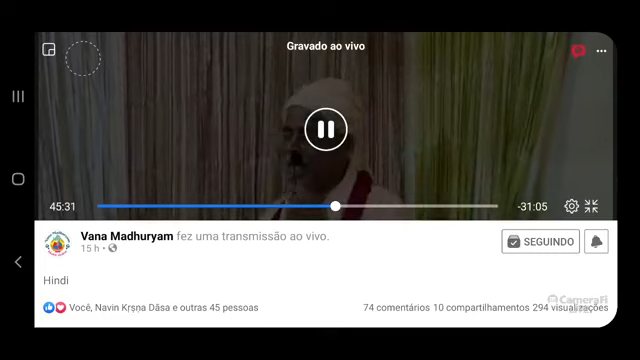 Gravado ao vivo
45:31
-31:05
Vana Madhuryam fez uma transmissão ao vivo.
15 h
SEGUINDO
Hindi
Você, Navin Kṛṣṇa Dāsa e outras 45 pessoas
74 comentários 10 compartilhamentos 294 visualizações
CameraFi